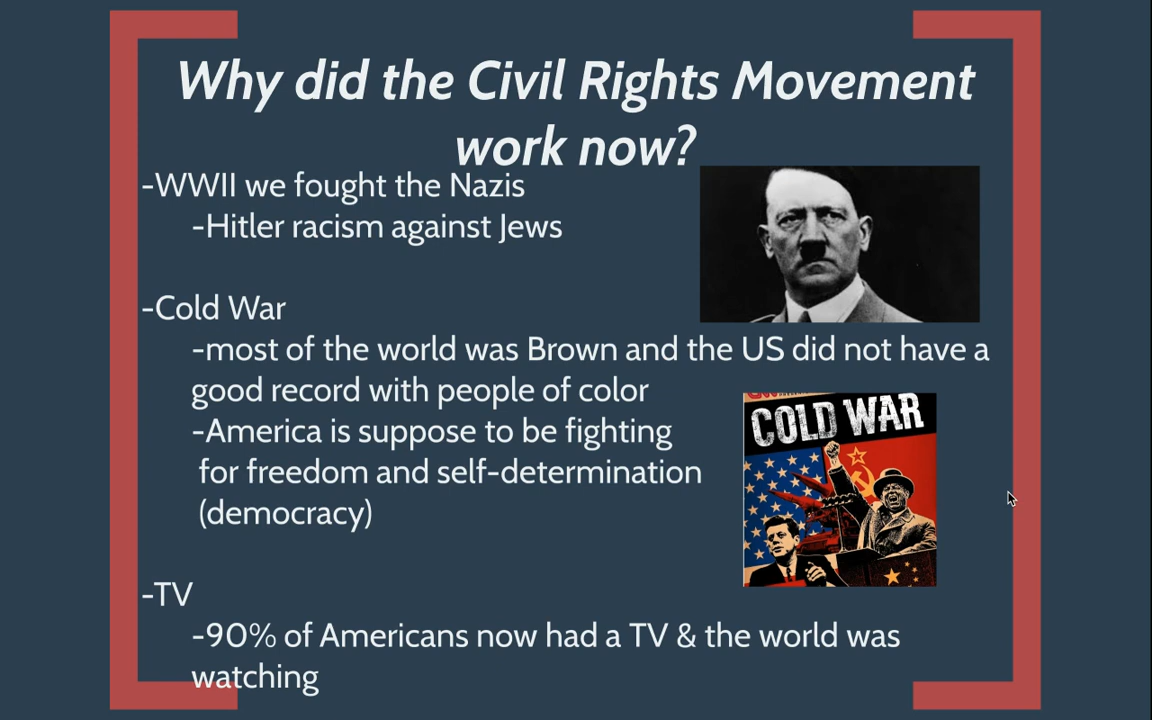 Why did the Civil Rights Movement
work now?
-WWII we fought the Nazis
-Hitler racism against Jews
-Cold War
-most of the world was Brown and the US did not have a
good record with people of color
-America is suppose to be fighting
for freedom and self-determination
(democracy)
COLD WAR
-TV
-90% of Americans now had a TV & the world was
watching